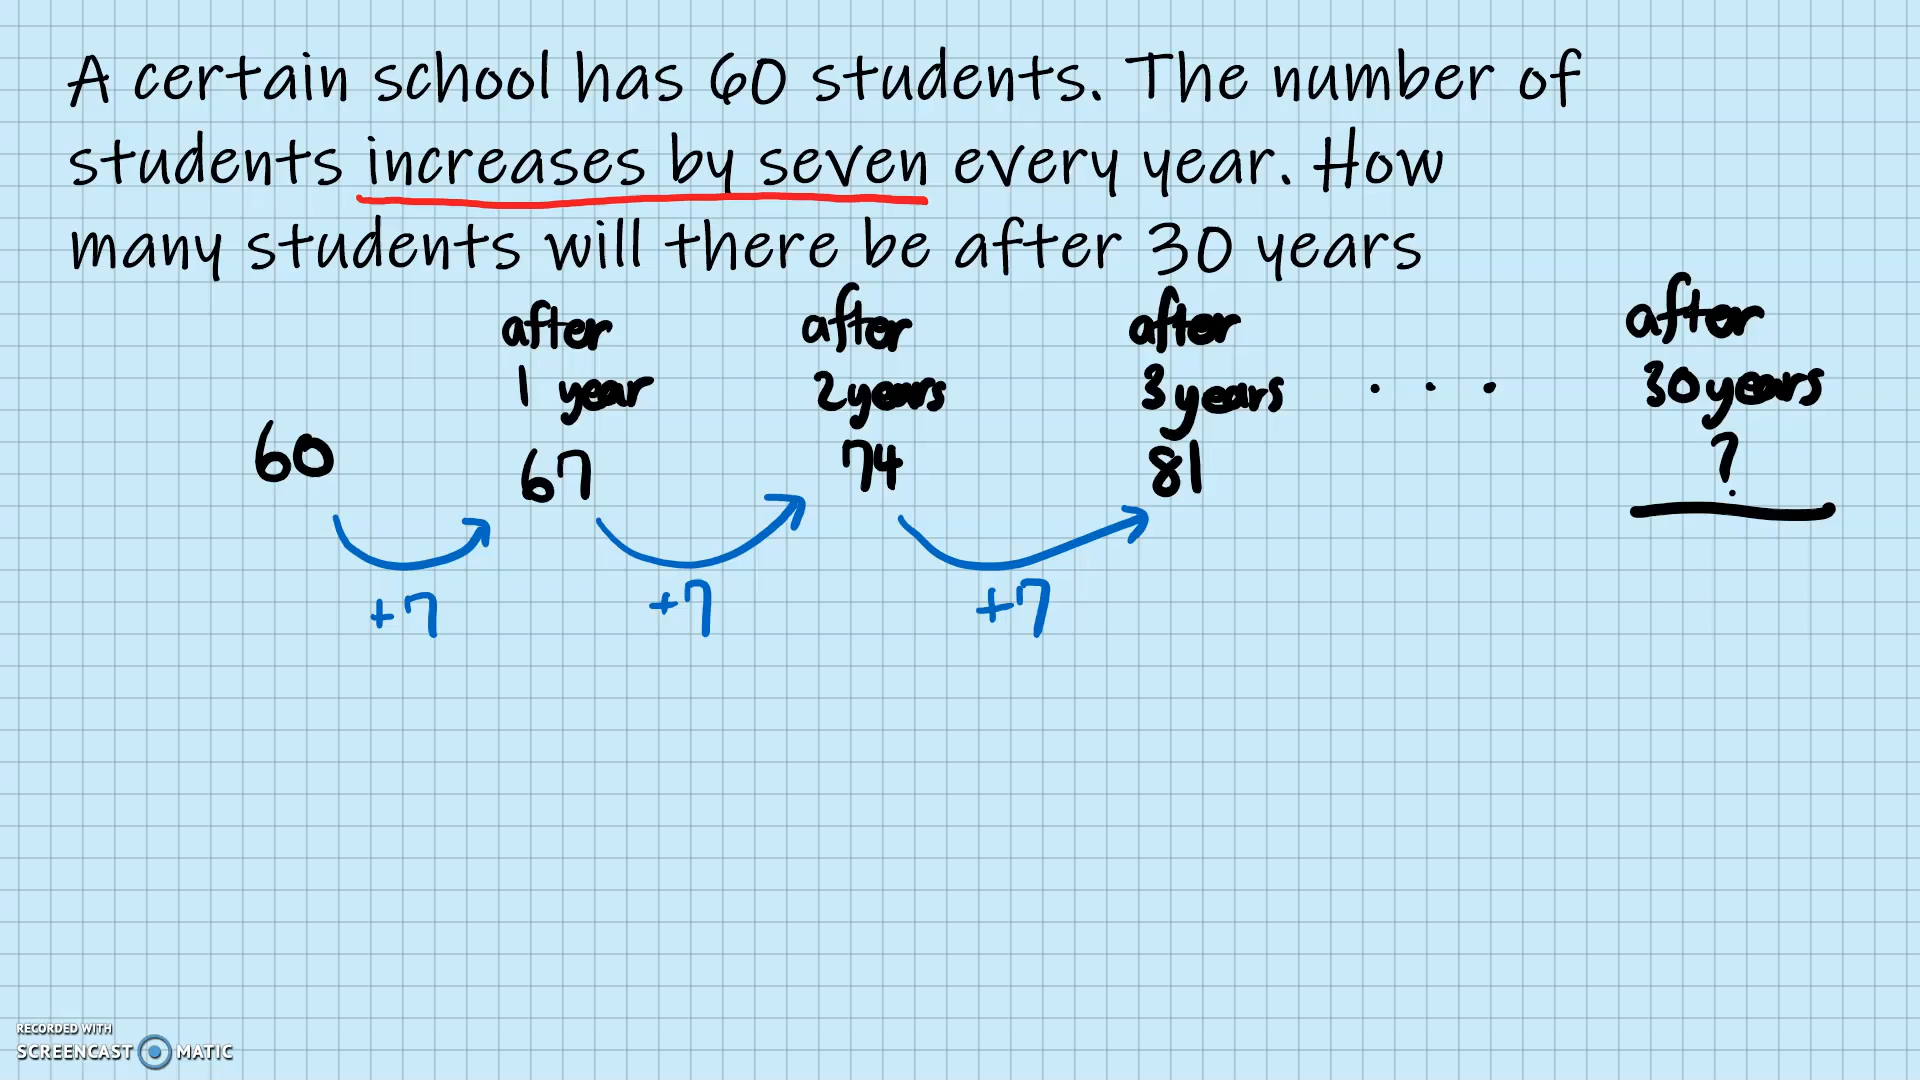 A certain school has 60 students. The number of
students increases by seven every year. How
many students will there be after 30 years
after after after after
1 year 2 years 3 years . . . 30 years
60 67 74 81 ?
+7 +7 +7
RECORDED WITH
SCREENCAST MATIC